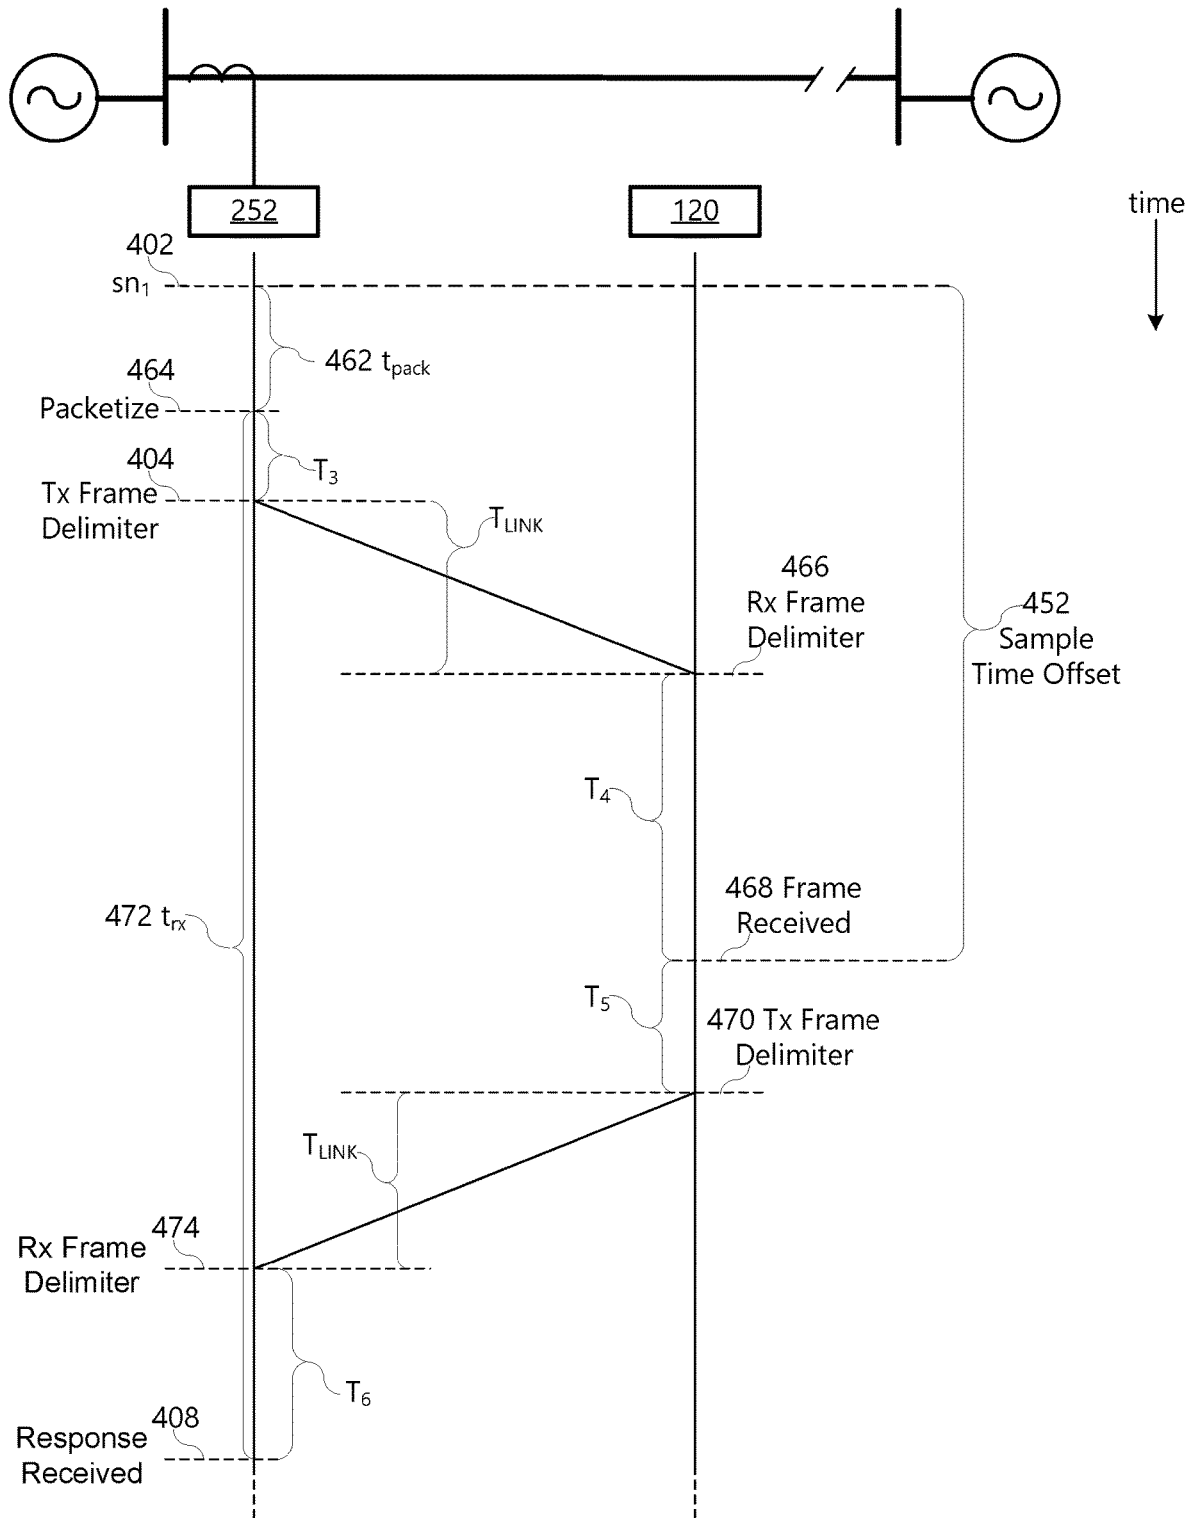 252
120
time
402
sn1
462 tpack
464
Packetize
T3
404
Tx Frame
Delimiter
TLINK
466
Rx Frame
Delimiter
452
Sample
Time Offset
T4
468 Frame
Received
472 trx
T5
470 Tx Frame
Delimiter
TLINK
474
Rx Frame
Delimiter
T6
408
Response
Received